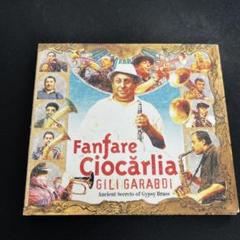 Fanfare
Ciocărlia
GILI GARABDI
Ancient Secrets of Gypsy Brass